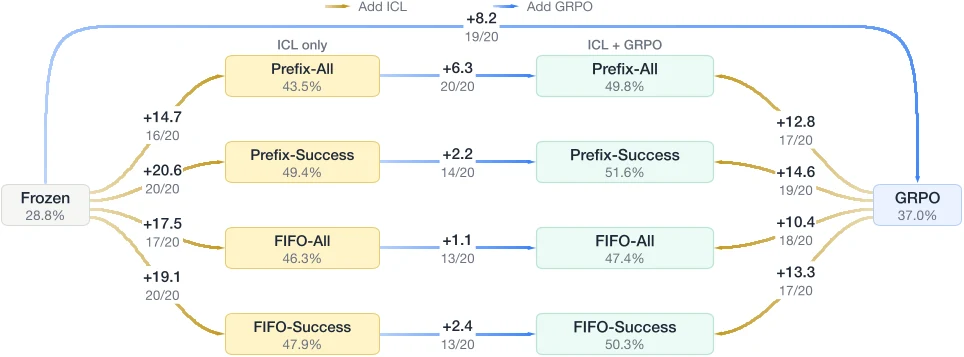 Add ICL
Add GRPO
+8.2
19/20
ICL only
ICL + GRPO
Prefix-All
43.5%
+6.3
20/20
Prefix-All
49.8%
+14.7
16/20
+12.8
17/20
Prefix-Success
49.4%
+2.2
14/20
Prefix-Success
51.6%
+20.6
20/20
+14.6
19/20
Frozen
28.8%
GRPO
37.0%
+17.5
17/20
+10.4
18/20
FIFO-All
46.3%
+1.1
13/20
FIFO-All
47.4%
+19.1
20/20
+13.3
17/20
FIFO-Success
47.9%
+2.4
13/20
FIFO-Success
50.3%